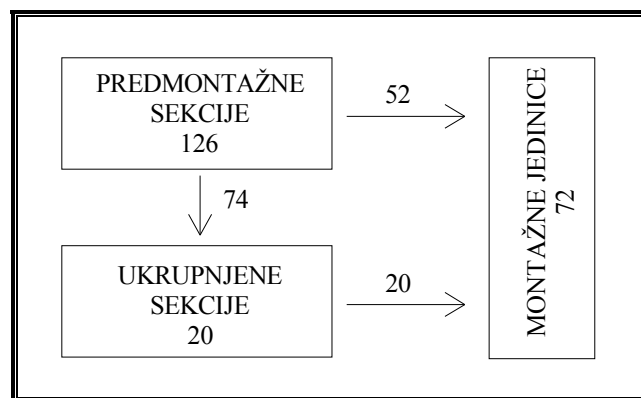 PREDMONTAŽNE
SEKCIJE
126
52
74
UKRUPNJENE
SEKCIJE
20
20
MONTAŽNE JEDINICE
72